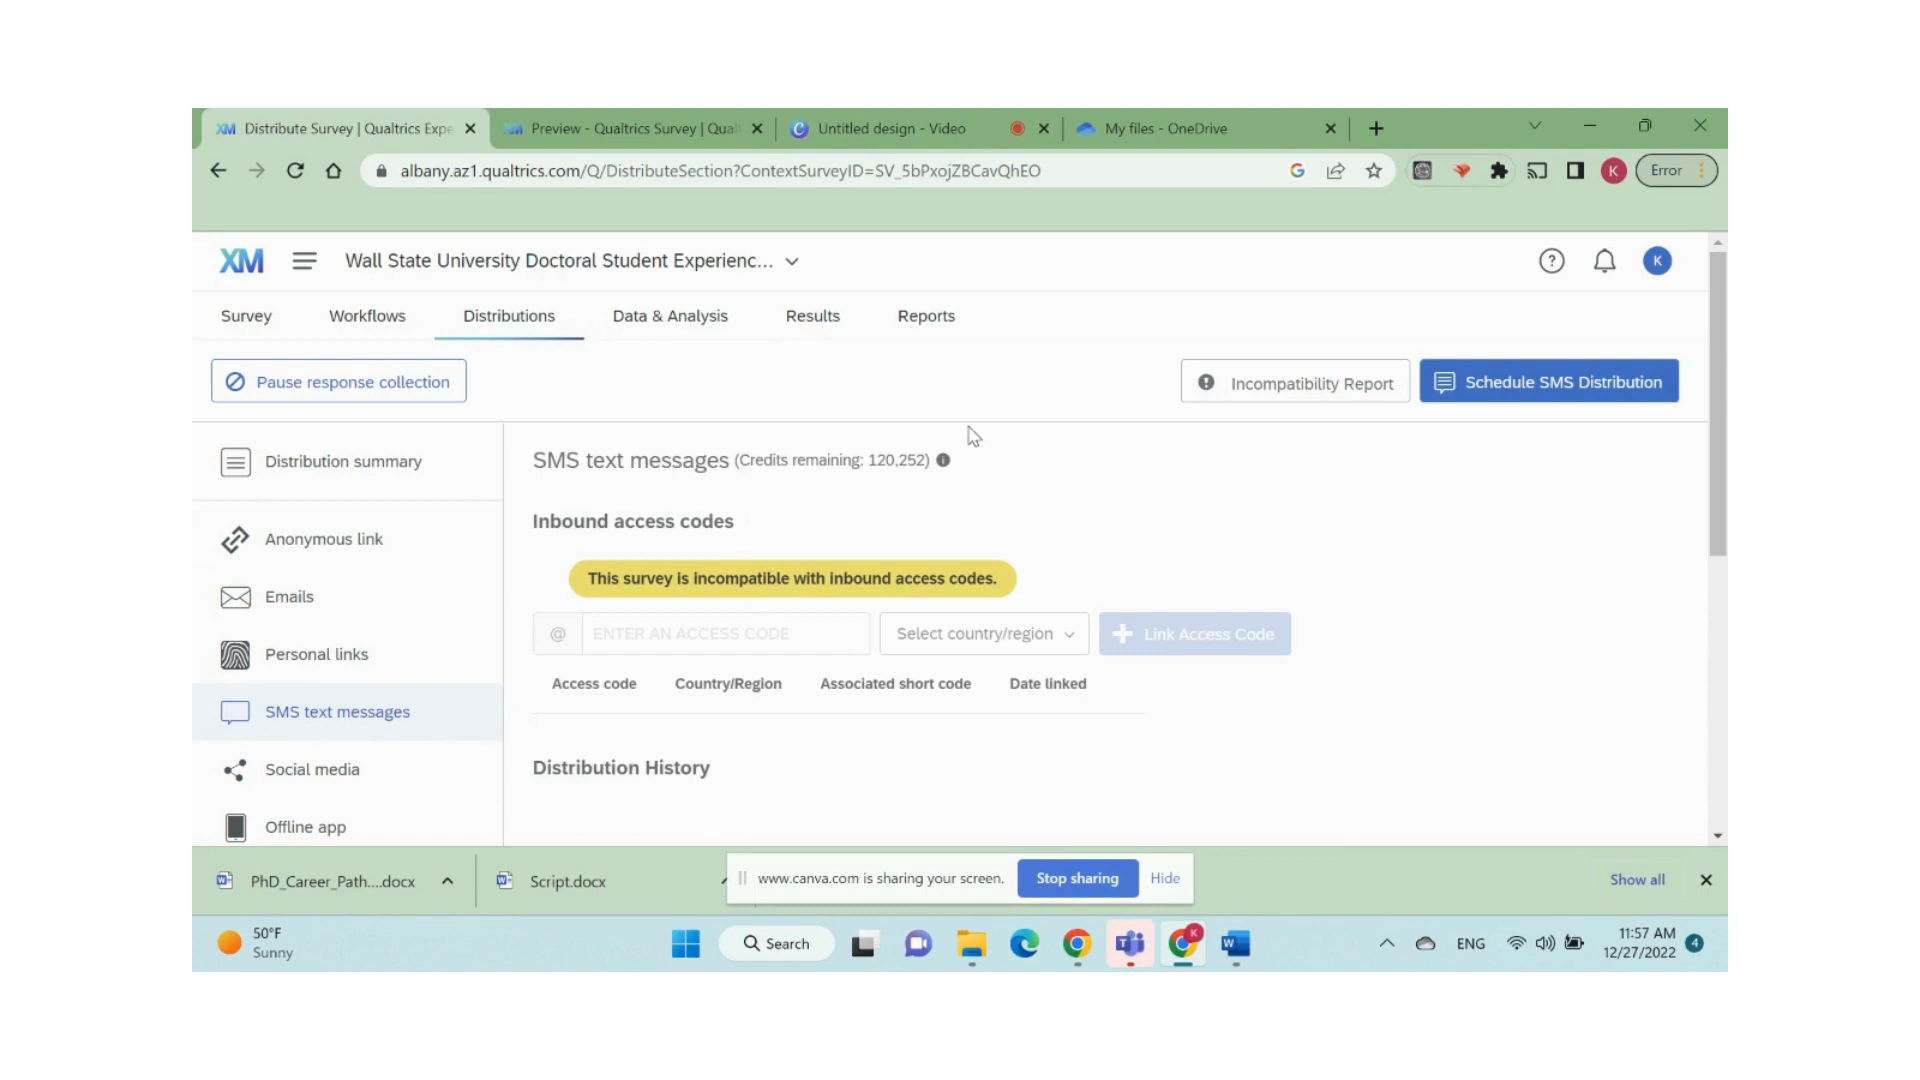 XM Distribute Survey | Qualtrics Expe
XM Preview - Qualtrics Survey | Qual
C Untitled design - Video
My files - OneDrive
albany.az1.qualtrics.com/Q/DistributeSection?ContextSurveyID=SV_5bPxojZBCavQhEO
G
K
Error
XM
Wall State University Doctoral Student Experienc...
?
K
Survey
Workflows
Distributions
Data & Analysis
Results
Reports
Pause response collection
Incompatibility Report
Schedule SMS Distribution
Distribution summary
Anonymous link
Emails
Personal links
SMS text messages
Social media
Offline app
SMS text messages (Credits remaining: 120,252)
Inbound access codes
This survey is incompatible with inbound access codes.
@ ENTER AN ACCESS CODE
Select country/region
Link Access Code
Access code
Country/Region
Associated short code
Date linked
Distribution History
PhD_Career_Path....docx
Script.docx
www.canva.com is sharing your screen.
Stop sharing
Hide
Show all
50°F
Sunny
Search
ENG
11:57 AM
12/27/2022
4